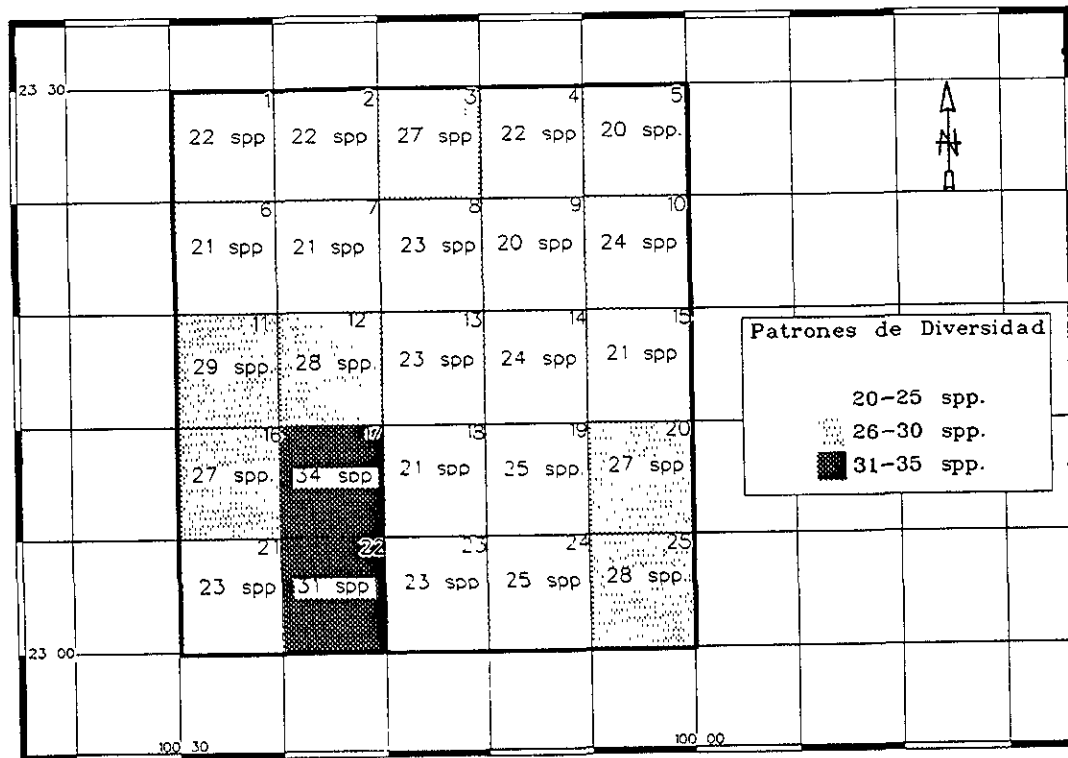 23 30
1 2 3 4 5
22 spp 22 spp 27 spp 22 spp 20 spp.
6 7 8 9 10
21 spp 21 spp 23 spp 20 spp 24 spp
11 12 13 14 15
29 spp. 28 spp. 23 spp 24 spp 21 spp
16 17 18 19 20
27 spp. 34 spp 21 spp 25 spp. 27 spp
21 22 23 24 25
23 spp 31 spp 23 spp 25 spp. 28 spp.
23 00
100 30
100 00
N
Patrones de Diversidad
20-25 spp.
26-30 spp.
31-35 spp.